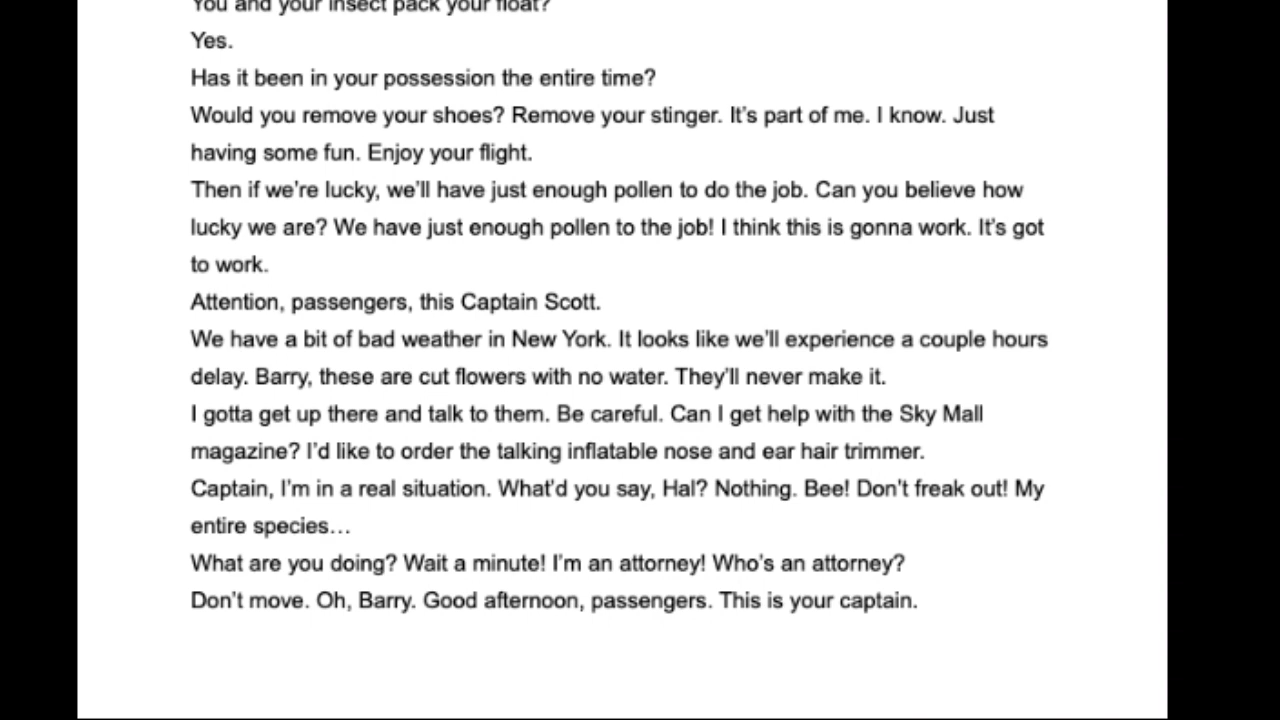 You and your insect pack your float?
Yes.
Has it been in your possession the entire time?
Would you remove your shoes? Remove your stinger. It's part of me. I know. Just
having some fun. Enjoy your flight.
Then if we're lucky, we'll have just enough pollen to do the job. Can you believe how
lucky we are? We have just enough pollen to the job! I think this is gonna work. It's got
to work.
Attention, passengers, this Captain Scott.
We have a bit of bad weather in New York. It looks like we'll experience a couple hours
delay. Barry, these are cut flowers with no water. They'll never make it.
I gotta get up there and talk to them. Be careful. Can I get help with the Sky Mall
magazine? I'd like to order the talking inflatable nose and ear hair trimmer.
Captain, I'm in a real situation. What'd you say, Hal? Nothing. Bee! Don't freak out! My
entire species…
What are you doing? Wait a minute! I'm an attorney! Who's an attorney?
Don't move. Oh, Barry. Good afternoon, passengers. This is your captain.